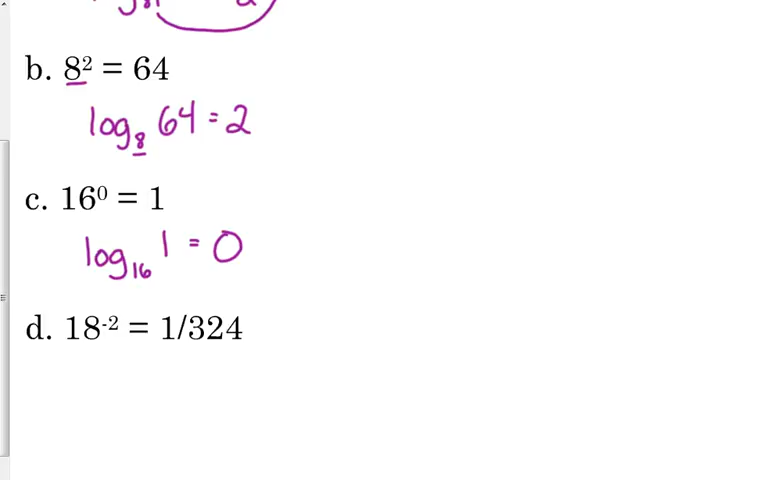 b. 8² = 64
log₈ 64 = 2
c. 16⁰ = 1
log₁₆ 1 = 0
d. 18⁻² = 1/324